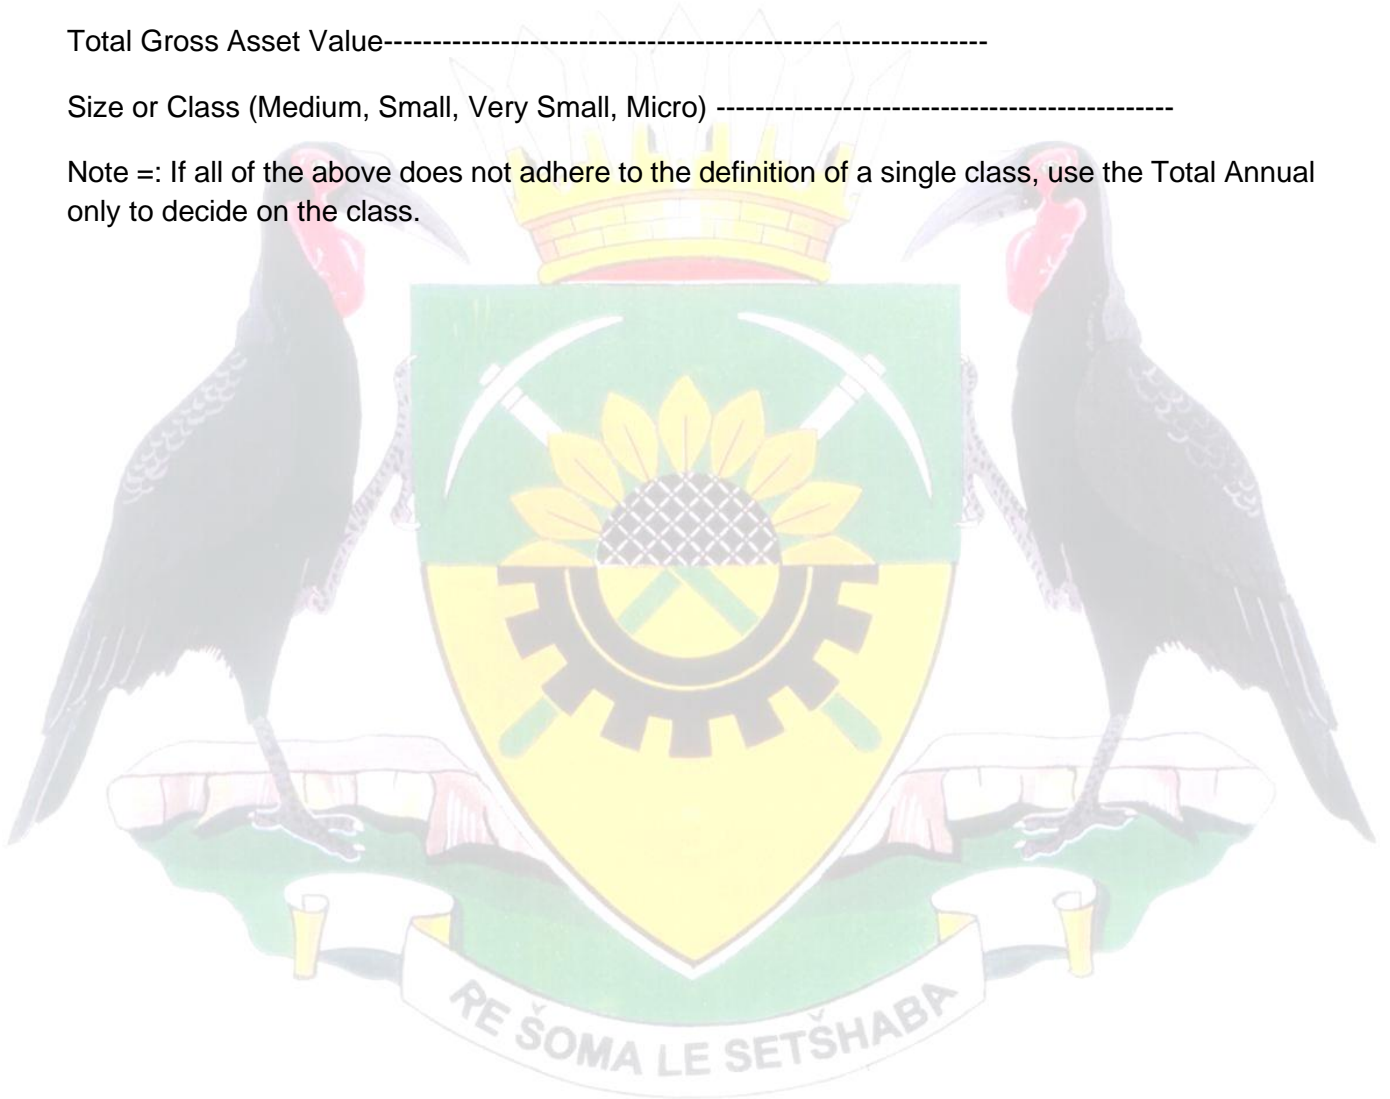 Total Gross Asset Value--------------------------------------------------------------
Size or Class (Medium, Small, Very Small, Micro) -----------------------------------------------
Note =: If all of the above does not adhere to the definition of a single class, use the Total Annual
only to decide on the class.
RE ŠOMA LE SETŠHABA